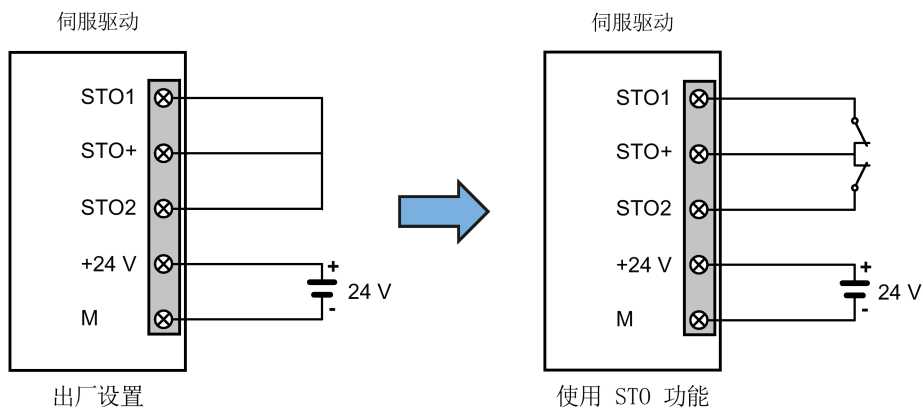 伺服驱动
STO1
STO+
STO2
+24 V
M
+
-
24 V
出厂设置
伺服驱动
STO1
STO+
STO2
+24 V
M
+
-
24 V
使用 STO 功能